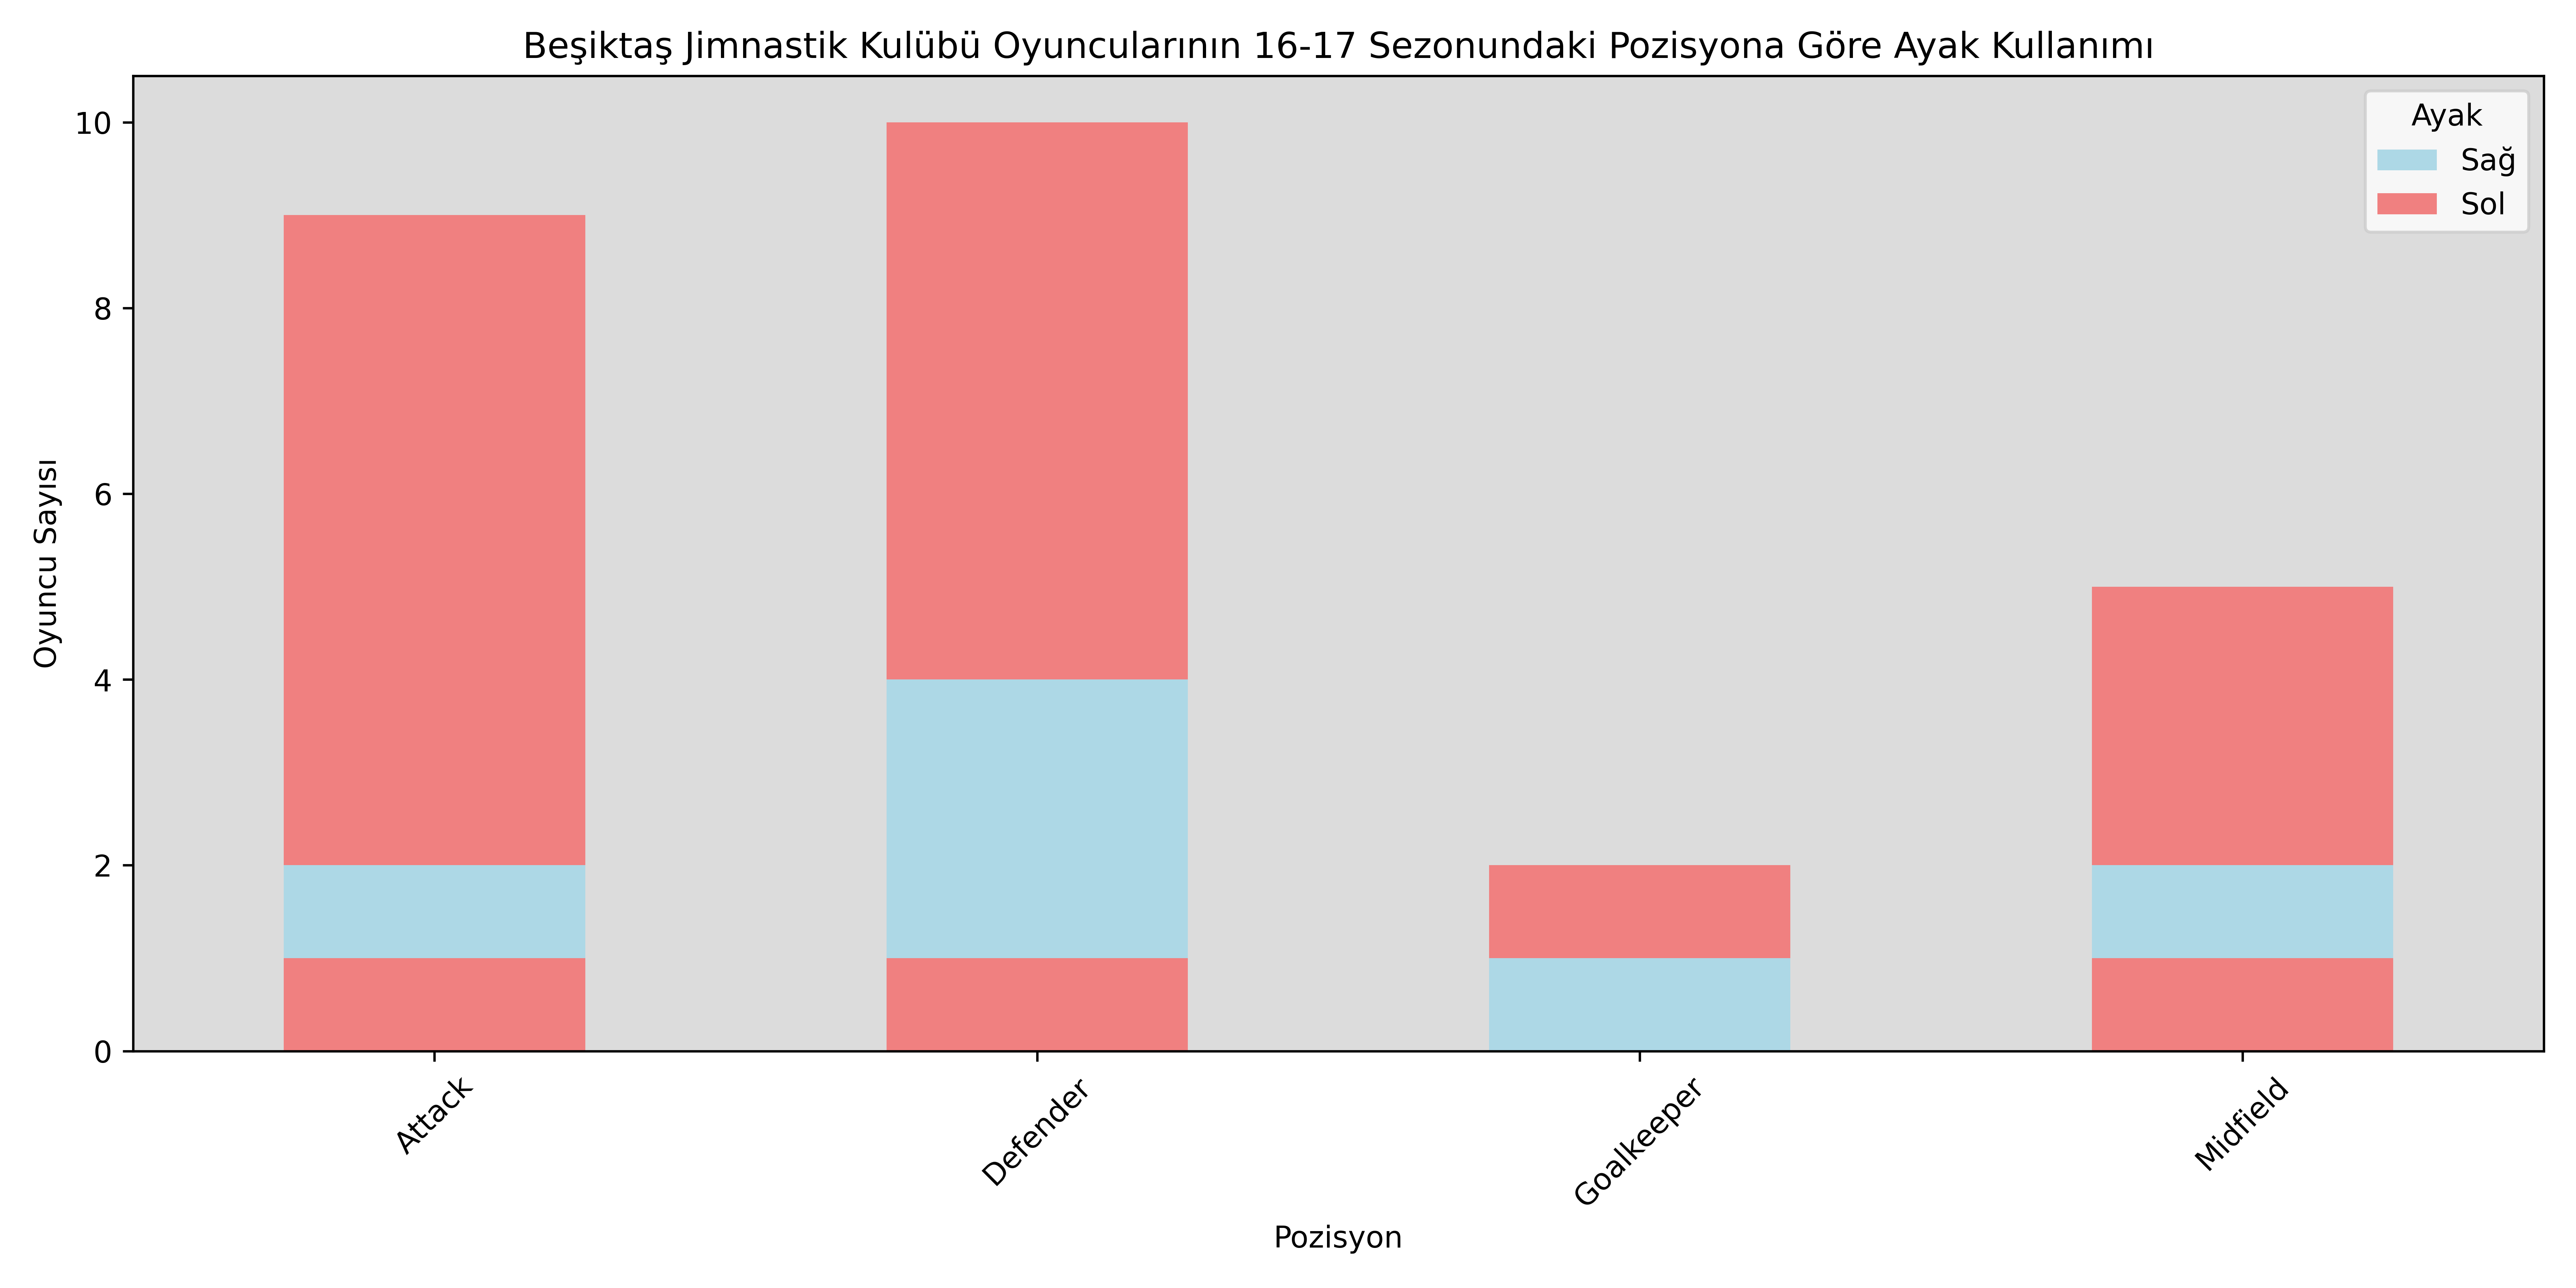 Beşiktaş Jimnastik Kulübü Oyuncularının 16-17 Sezonundaki Pozisyona Göre Ayak Kullanımı
Ayak
Sağ
Sol
Oyuncu Sayısı
10
8
6
4
2
0
Attack
Defender
Goalkeeper
Midfield
Pozisyon